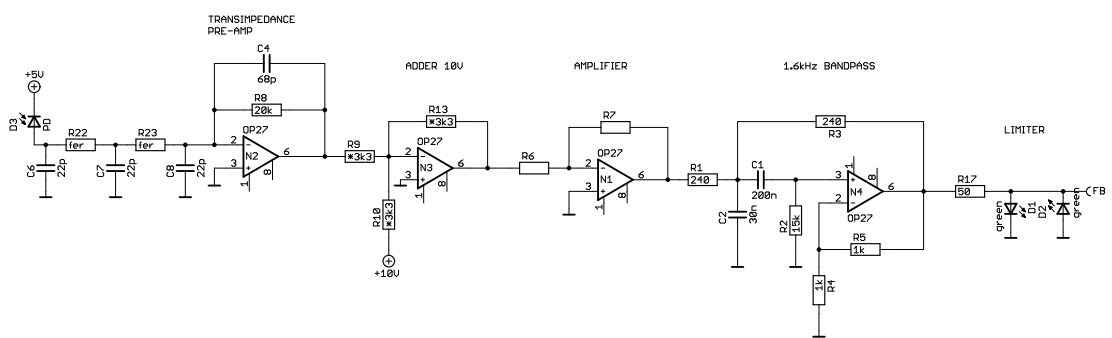 TRANSIMPEDANCE
PRE-AMP
C4
68p
ADDER 10V
AMPLIFIER
1.6kHz BANDPASS
LIMITER
+5V
D3
PD
R22
fer
R23
fer
C6
22p
C7
22p
C8
22p
R8
20k
OP27
N2
2
3
6
1
8
R9
*3k3
R10
*3k3
+10V
R13
*3k3
OP27
N3
2
3
6
1
8
R6
R7
OP27
N1
2
3
6
1
8
R1
240
C2
30n
C1
200n
R2
15k
240
R3
3
2
1
8
6
N4
OP27
R5
1k
R4
1k
R17
50
green
D1
D2
green
FB